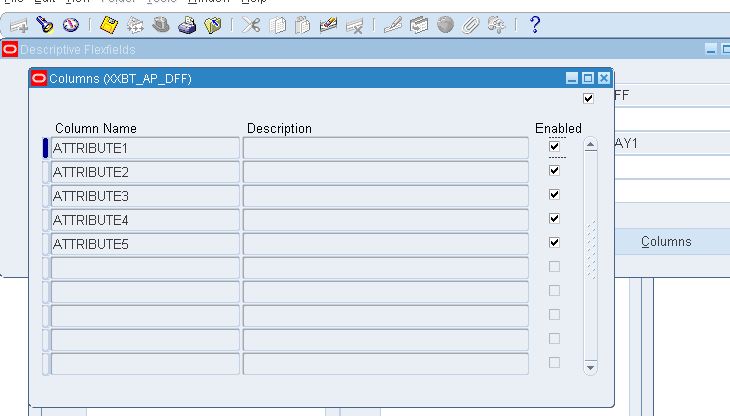 Descriptive Flexfields
Columns (XXBT_AP_DFF)
FF
Column Name Description Enabled
ATTRIBUTE1
AY1
ATTRIBUTE2
ATTRIBUTE3
ATTRIBUTE4
ATTRIBUTE5
Columns